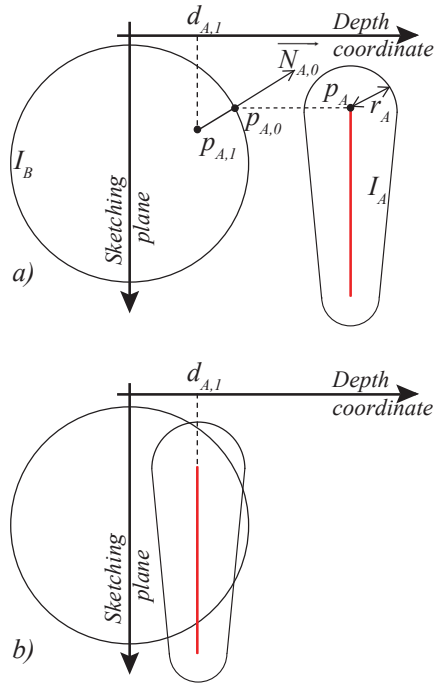 d_{A,1} Depth
coordinate
\overrightarrow{N_{A,0}}
p_{A,1} p_{A,0} p_A r_A
I_B I_A
Sketching
plane
a)
d_{A,1} Depth
coordinate
Sketching
plane
b)